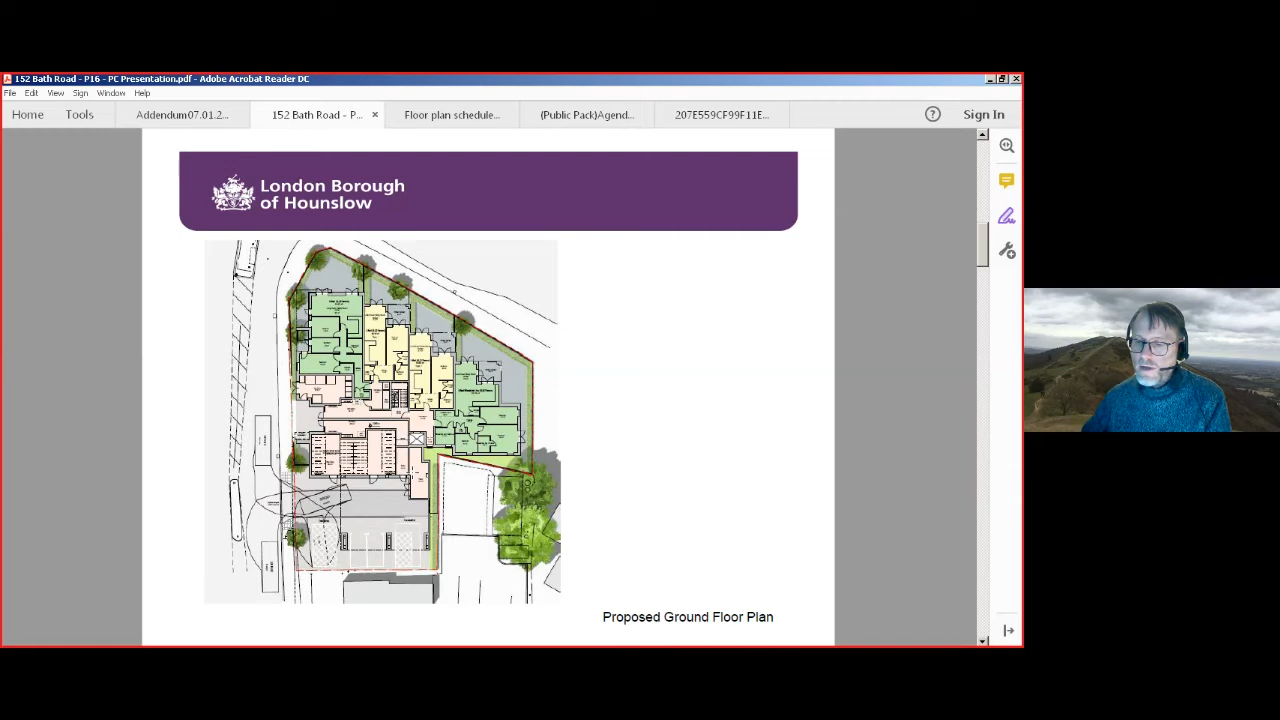 152 Bath Road - P16 - PC Presentation.pdf - Adobe Acrobat Reader DC
File Edit View Sign Window Help
Home Tools Addendum07.01.2... 152 Bath Road - P... × Floor plan schedule... (Public Pack)Agend... 207E559CF99F11E... ? Sign In
London Borough
of Hounslow
Proposed Ground Floor Plan